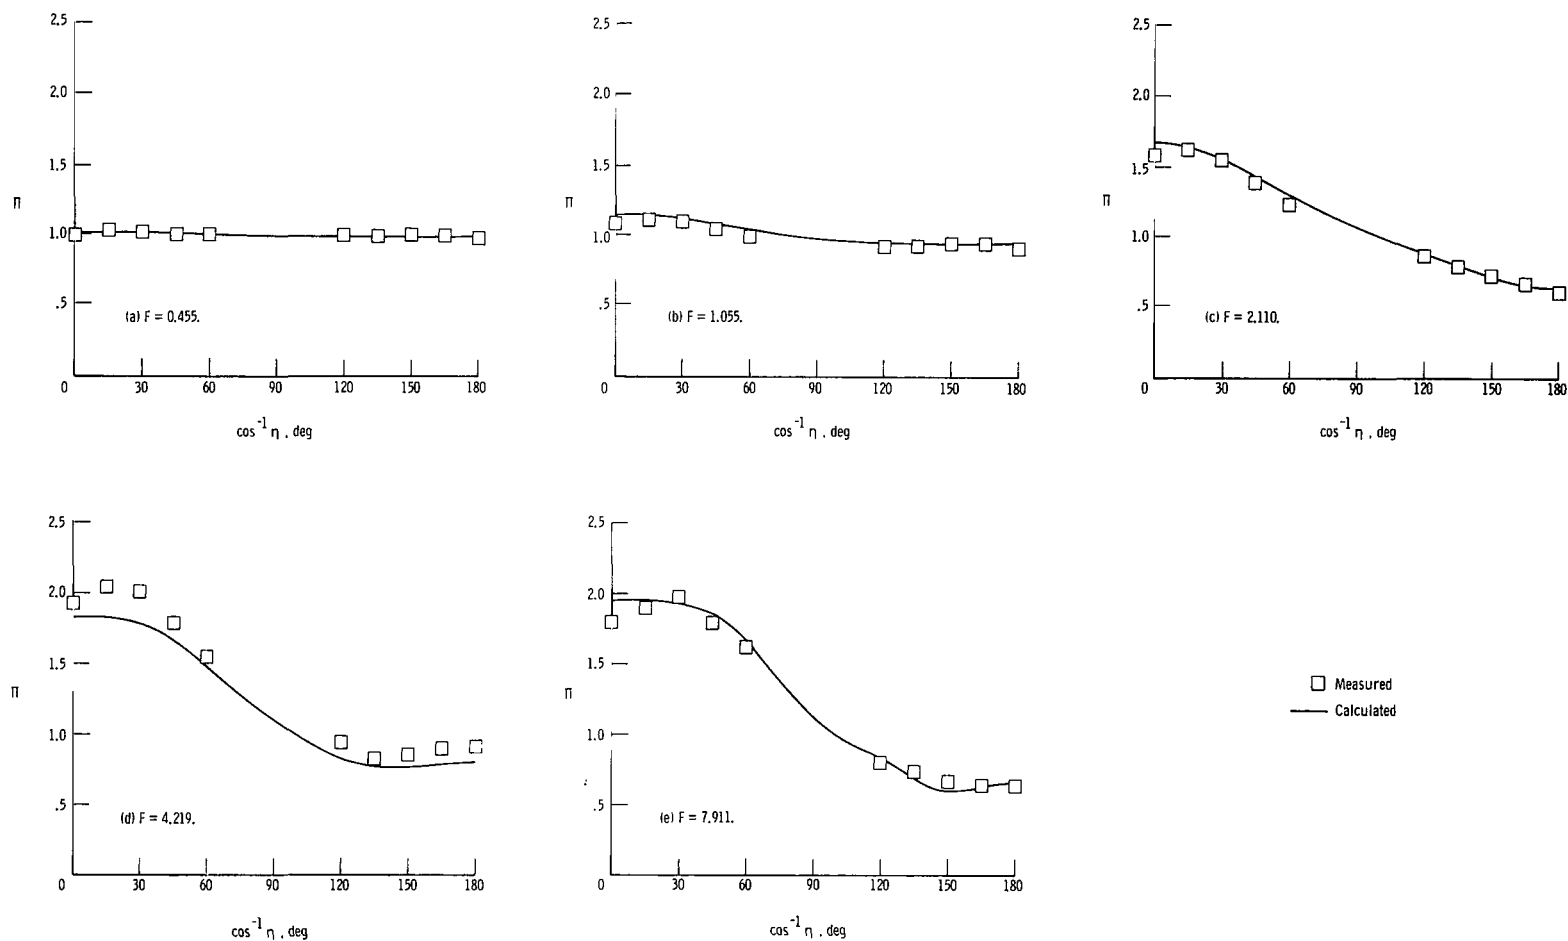 2.5
2.0
1.5
Π
1.0
.5
(a) F = 0.455.
0 30 60 90 120 150 180
cos⁻¹ η , deg
2.5
2.0
1.5
Π
1.0
.5
(b) F = 1.055.
0 30 60 90 120 150 180
cos⁻¹ η , deg
2.5
2.0
1.5
Π
1.0
.5
(c) F = 2.110.
0 30 60 90 120 150 180
cos⁻¹ η , deg
2.5
2.0
1.5
Π
1.0
.5
(d) F = 4.219.
0 30 60 90 120 150 180
cos⁻¹ η , deg
2.5
2.0
1.5
Π
1.0
.5
(e) F = 7.911.
0 30 60 90 120 150 180
cos⁻¹ η , deg
Measured
Calculated